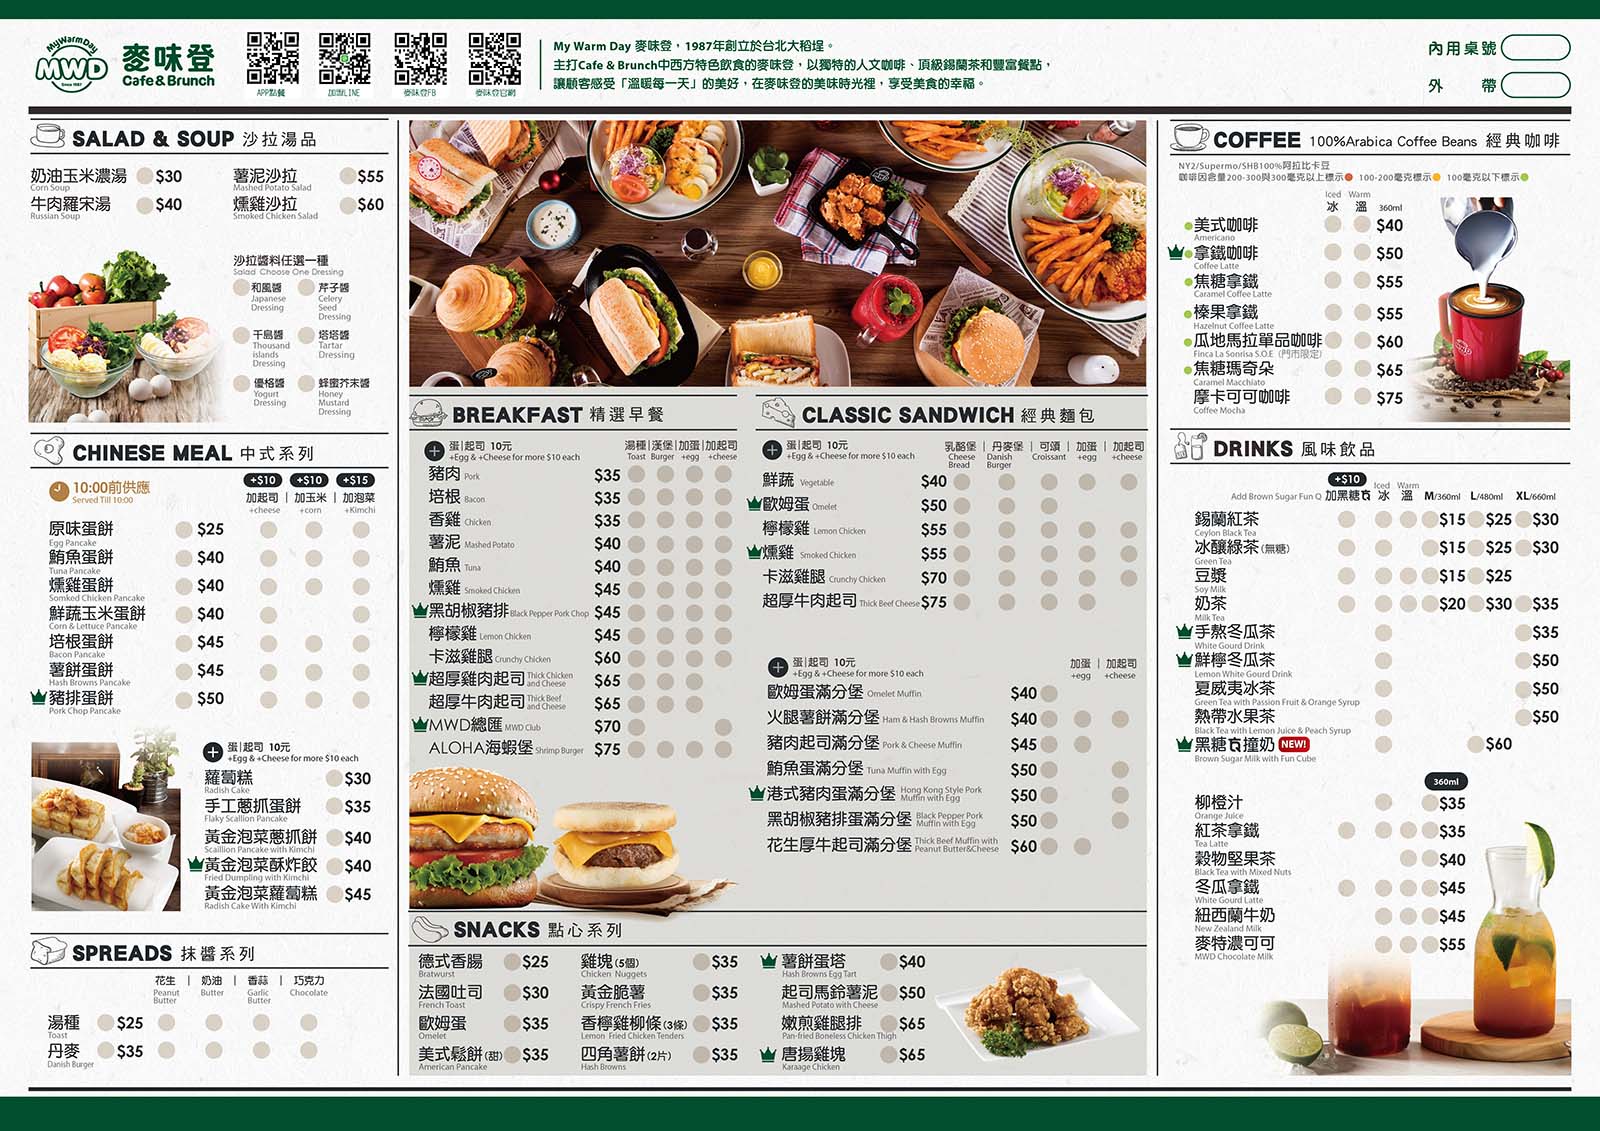 MyWarmDay
MWD
Since 1987
麥味登
Cafe&Brunch
APP點餐
加盟LINE
麥味登FB
麥味登官網
My Warm Day 麥味登，1987年創立於台北大稻埕。
主打Cafe & Brunch中西方特色飲食的麥味登，以獨特的人文咖啡、頂級錫蘭茶和豐富餐點，
讓顧客感受「溫暖每一天」的美好，在麥味登的美味時光裡，享受美食的幸福。
內用桌號
外 帶
SALAD & SOUP 沙拉湯品
奶油玉米濃湯 $30
Corn Soup
牛肉羅宋湯 $40
Russian Soup
薯泥沙拉 $55
Mashed Potato Salad
燻雞沙拉 $60
Smoked Chicken Salad
沙拉醬料任選一種
Salad Choose One Dressing
和風醬
Japanese
Dressing
芹子醬
Celery
Seed
Dressing
千島醬
Thousand
islands
Dressing
塔塔醬
Tartar
Dressing
優格醬
Yogurt
Dressing
蜂蜜芥末醬
Honey
Mustard
Dressing
CHINESE MEAL 中式系列
10:00前供應
Served Till 10:00
+$10 +$10 +$15
加起司 | 加玉米 | 加泡菜
+cheese +corn +Kimchi
原味蛋餅 $25
Egg Pancake
鮪魚蛋餅 $40
Tuna Pancake
燻雞蛋餅 $40
Somked Chicken Pancake
鮮蔬玉米蛋餅 $40
Corn & Lettuce Pancake
培根蛋餅 $45
Bacon Pancake
薯餅蛋餅 $45
Hash Browns Pancake
豬排蛋餅 $50
Pork Chop Pancake
蛋|起司 10元
+Egg & +Cheese for more $10 each
蘿蔔糕 $30
Radish Cake
手工蔥抓蛋餅 $35
Flaky Scallion Pancake
黃金泡菜蔥抓餅 $40
Scaillion Pancake with Kimchi
黃金泡菜酥炸餃 $40
Fried Dumpling with Kimchi
黃金泡菜蘿蔔糕 $45
Radish Cake With Kimchi
SPREADS 抹醬系列
花生 | 奶油 | 香蒜 | 巧克力
Peanut Butter Butter Garlic Butter Chocolate
湯種 $25
Toast
丹麥 $35
Danish Burger
BREAKFAST 精選早餐
蛋|起司 10元
+Egg & +Cheese for more $10 each
湯種|漢堡|加蛋|加起司
Toast Burger +egg +cheese
豬肉 Pork $35
培根 Bacon $35
香雞 Chicken $35
薯泥 Mashed Potato $40
鮪魚 Tuna $40
燻雞 Smoked Chicken $45
黑胡椒豬排 Black Pepper Pork Chop $45
檸檬雞 Lemon Chicken $45
卡滋雞腿 Crunchy Chicken $60
超厚雞肉起司 Thick Chicken and Cheese $65
超厚牛肉起司 Thick Beef and Cheese $65
MWD總匯 MWD Club $70
ALOHA海蝦堡 Shrimp Burger $75
CLASSIC SANDWICH 經典麵包
蛋|起司 10元
+Egg & +Cheese for more $10 each
乳酪堡 | 丹麥堡 | 可頌 | 加蛋 | 加起司
Cheese Bread Danish Burger Croissant +egg +cheese
鮮蔬 Vegetable $40
歐姆蛋 Omelet $50
檸檬雞 Lemon Chicken $55
燻雞 Smoked Chicken $55
卡滋雞腿 Crunchy Chicken $70
超厚牛肉起司 Thick Beef Cheese $75
蛋|起司 10元
+Egg & +Cheese for more $10 each
加蛋 | 加起司
+egg +cheese
歐姆蛋滿分堡 Omelet Muffin $40
火腿薯餅滿分堡 Ham & Hash Browns Muffin $40
豬肉起司滿分堡 Pork & Cheese Muffin $45
鮪魚蛋滿分堡 Tuna Muffin with Egg $50
港式豬肉蛋滿分堡 Hong Kong Style Pork Muffin with Egg $50
黑胡椒豬排蛋滿分堡 Black Pepper Pork Muffin with Egg $50
花生厚牛起司滿分堡 Thick Beef Muffin with Peanut Butter&Cheese $60
SNACKS 點心系列
德式香腸 $25
Bratwurst
法國吐司 $30
French Toast
歐姆蛋 $35
Omelet
美式鬆餅(甜) $35
American Pancake
雞塊(5個) $35
Chicken Nuggets
黃金脆薯 $35
Crispy French Fries
香檸雞柳條(3條) $35
Lemon Fried Chicken Tenders
四角薯餅(2片) $35
Hash Browns
薯餅蛋塔 $40
Hash Browns Egg Tart
起司馬鈴薯泥 $50
Mashed Potato with Cheese
嫩煎雞腿排 $65
Pan-fried Boneless Chicken Thigh
唐揚雞塊 $65
Karaage Chicken
COFFEE 100%Arabica Coffee Beans 經典咖啡
NY2/Supermo/SHB100%阿拉比卡豆
咖啡因含量200-300與300毫克以上標示 100-200毫克標示 100毫克以下標示
Iced Warm
冰 溫 360ml
美式咖啡 $40
Americano
拿鐵咖啡 $50
Coffee Latte
焦糖拿鐵 $55
Caramel Coffee Latte
榛果拿鐵 $55
Hazelnut Coffee Latte
瓜地馬拉單品咖啡 $60
Finca La Sonrisa S.O.E (門市限定)
焦糖瑪奇朵 $65
Caramel Macchiato
摩卡可可咖啡 $75
Coffee Mocha
DRINKS 風味飲品
+$10 Iced Warm
Add Brown Sugar Fun Q 加黑糖ㄘㄤ 冰 溫 M/360ml L/480ml XL/660ml
錫蘭紅茶 $15 $25 $30
Ceylon Black Tea
冰釀綠茶(無糖) $15 $25 $30
Green Tea
豆漿 $15 $25
Soy Milk
奶茶 $20 $30 $35
Milk Tea
手熬冬瓜茶 $35
White Gourd Drink
鮮檸冬瓜茶 $50
Lemon White Gourd Drink
夏威夷冰茶 $50
Green Tea with Passion Fruit & Orange Syrup
熱帶水果茶 $50
Black Tea with Lemon Juice & Peach Syrup
黑糖ㄘㄤ撞奶 NEW! $60
Brown Sugar Milk with Fun Cube
360ml
柳橙汁 $35
Orange Juice
紅茶拿鐵 $35
Tea Latte
穀物堅果茶 $40
Black Tea with Mixed Nuts
冬瓜拿鐵 $45
White Gourd Latte
紐西蘭牛奶 $45
New Zealand Milk
麥特濃可可 $55
MWD Chocolate Milk